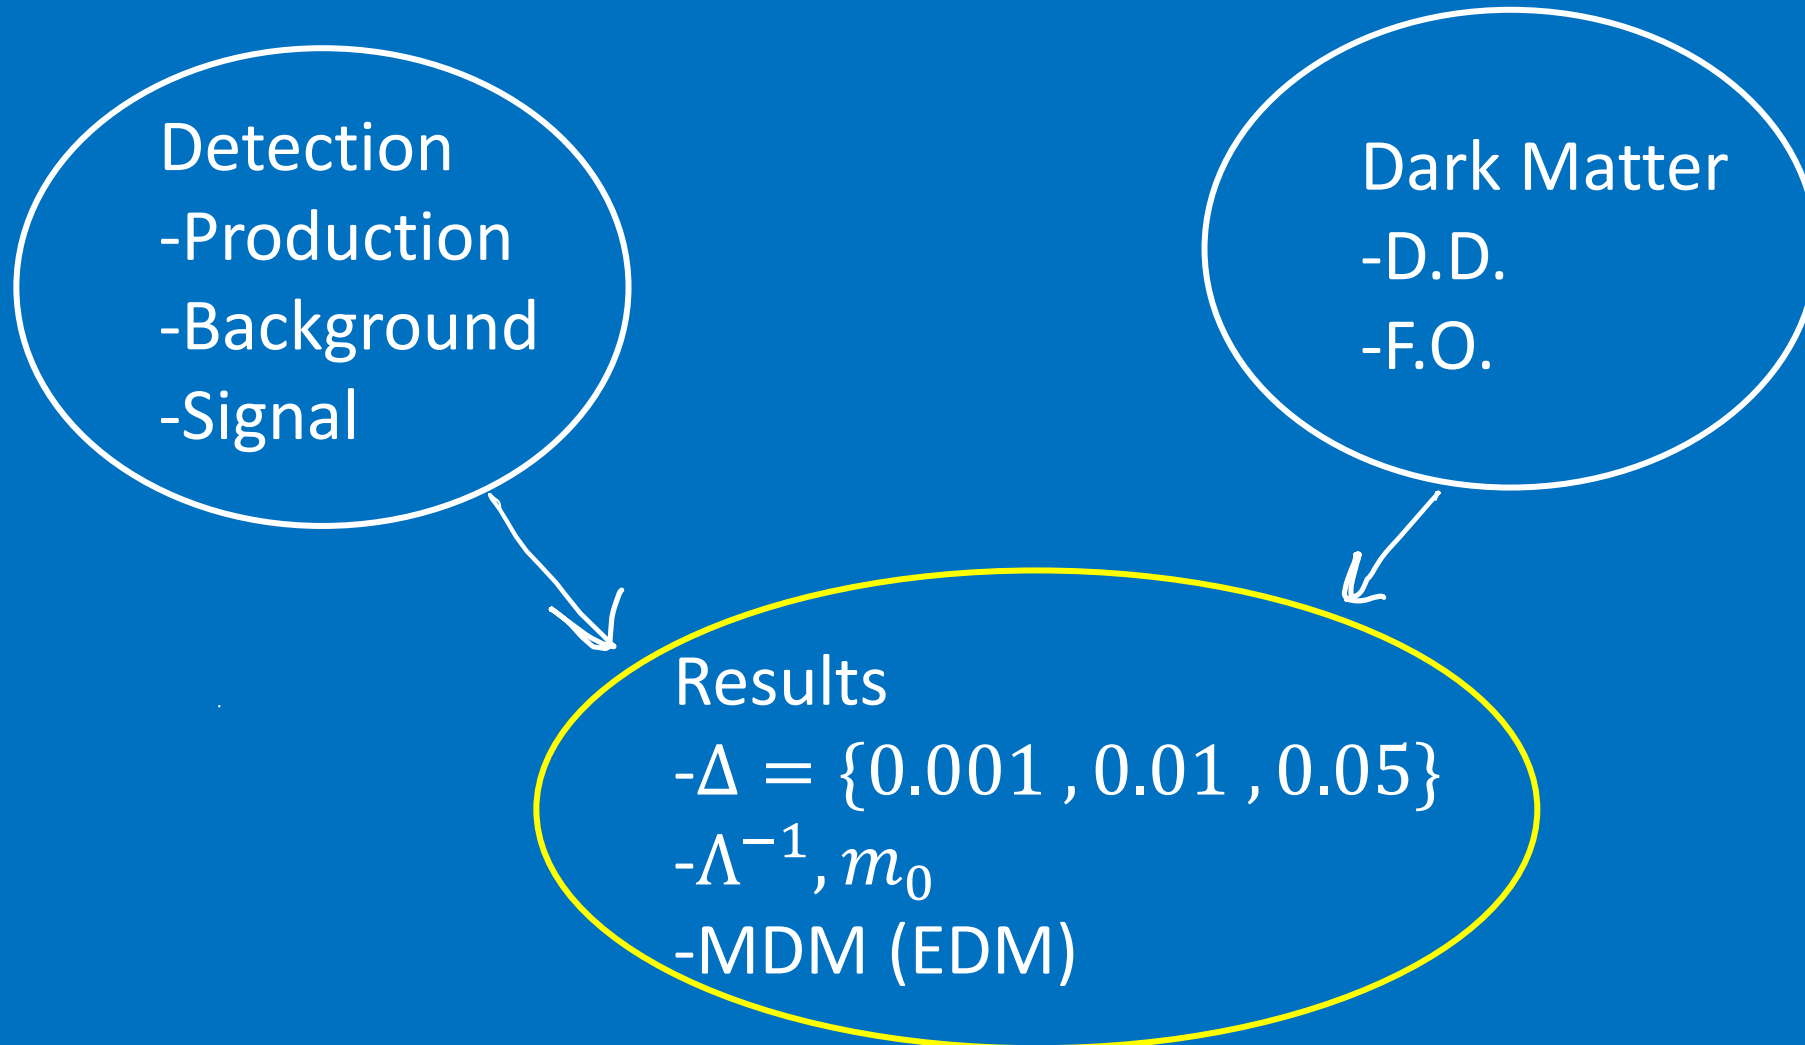 Detection
-Production
-Background
-Signal
Dark Matter
-D.D.
-F.O.
Results
-Δ = {0.001 , 0.01 , 0.05}
-Λ⁻¹, m₀
-MDM (EDM)